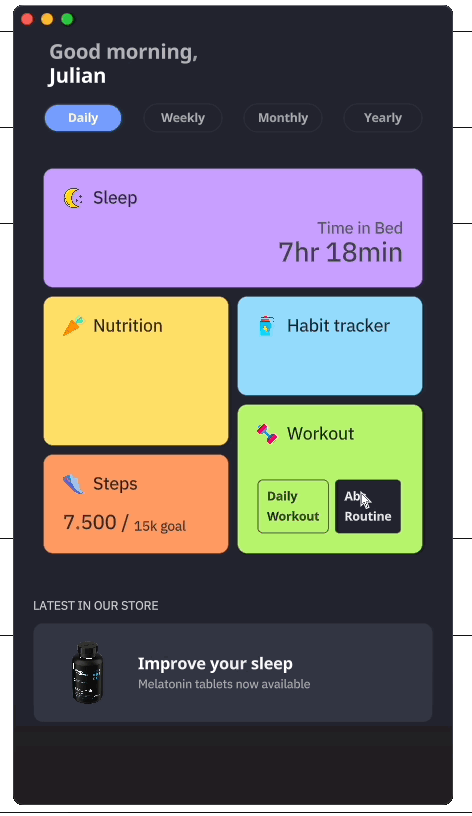 Good morning,
Julian
Daily
Weekly
Monthly
Yearly
Sleep
Time in Bed
7hr 18min
Nutrition
Habit tracker
Workout
Daily
Workout
Routine
Steps
7.500 / 15k goal
LATEST IN OUR STORE
Improve your sleep
Melatonin tablets now available